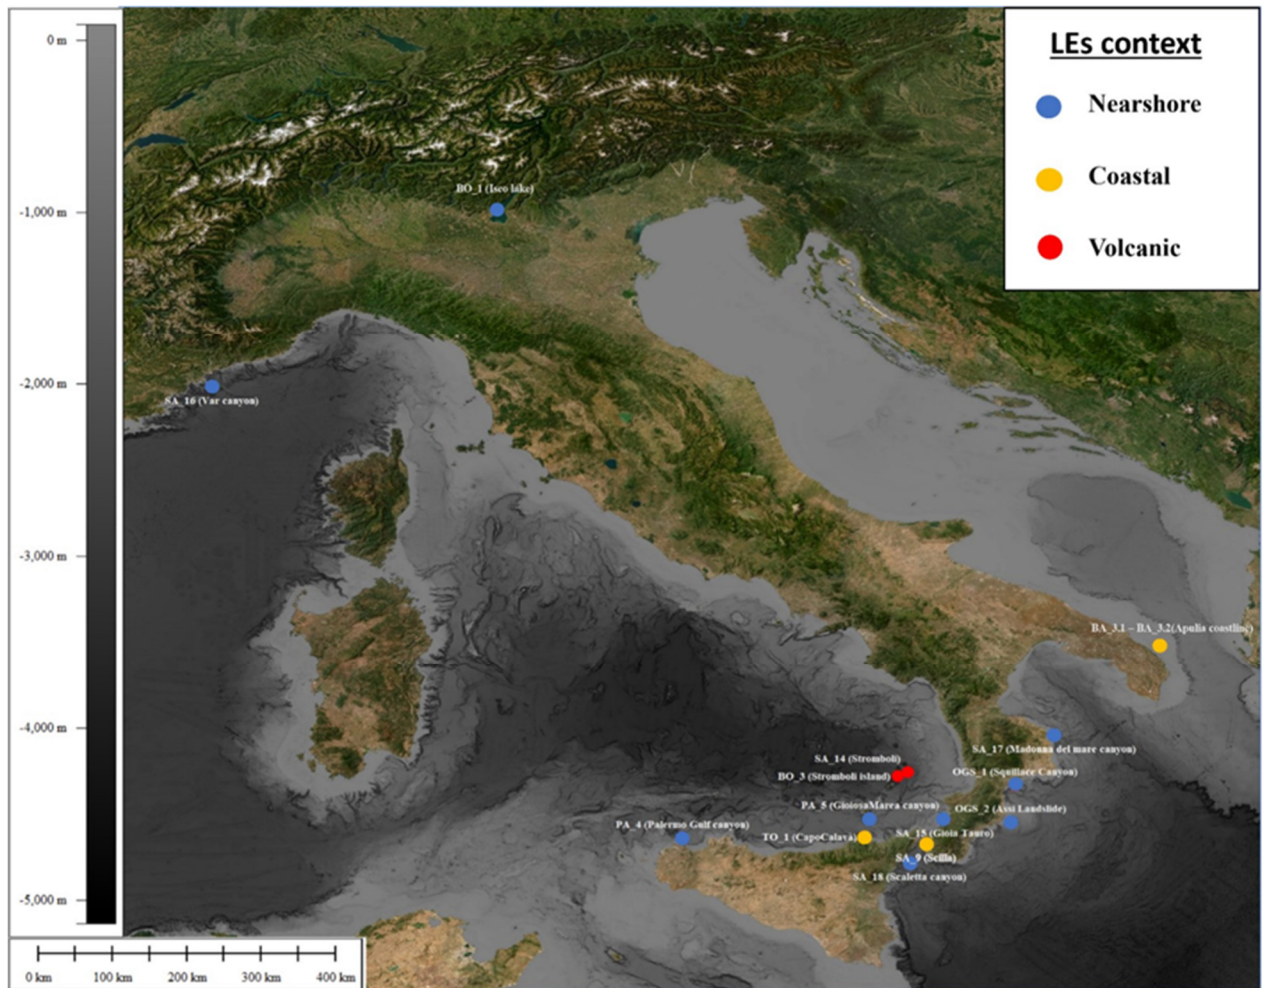 LEs context
Nearshore
Coastal
Volcanic
0 m
-1,000 m
-2,000 m
-3,000 m
-4,000 m
-5,000 m
BO_1 (Iseo lake)
SA_16 (Var canyon)
BA_3.1 – BA_3.2(Apulia coastline)
SA_17 (Madonna del mare canyon)
SA_14 (Stromboli)
OGS_1 (Squillace Canyon)
BO_3 (Stromboli island)
PA_5 (GioiosaMarea canyon)
OGS_2 (Assi Landslide)
PA_4 (Palermo Gulf canyon)
TO_1 (CapoCalavà)
SA_15 (Gioia Tauro)
SA_9 (Scilla)
SA_18 (Scaletta canyon)
0 km 100 km 200 km 300 km 400 km